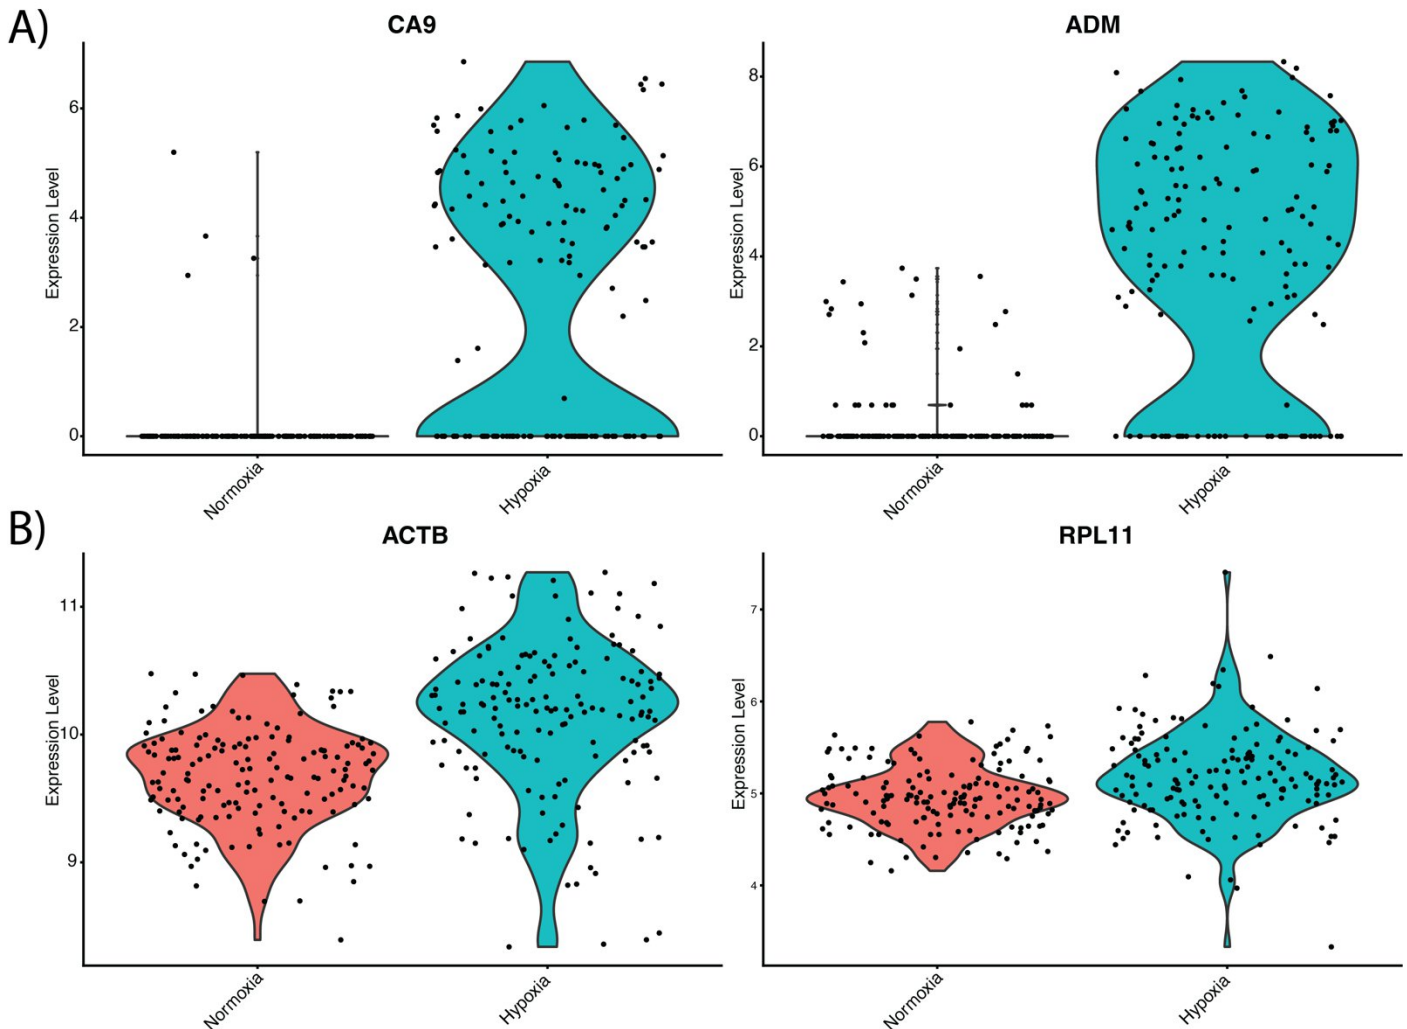 A)
CA9
ADM
Expression Level
6
4
2
0
Normoxia
Hypoxia
Expression Level
8
6
4
2
0
Normoxia
Hypoxia
B)
ACTB
RPL11
Expression Level
11
10
9
Normoxia
Hypoxia
Expression Level
7
6
5
4
Normoxia
Hypoxia